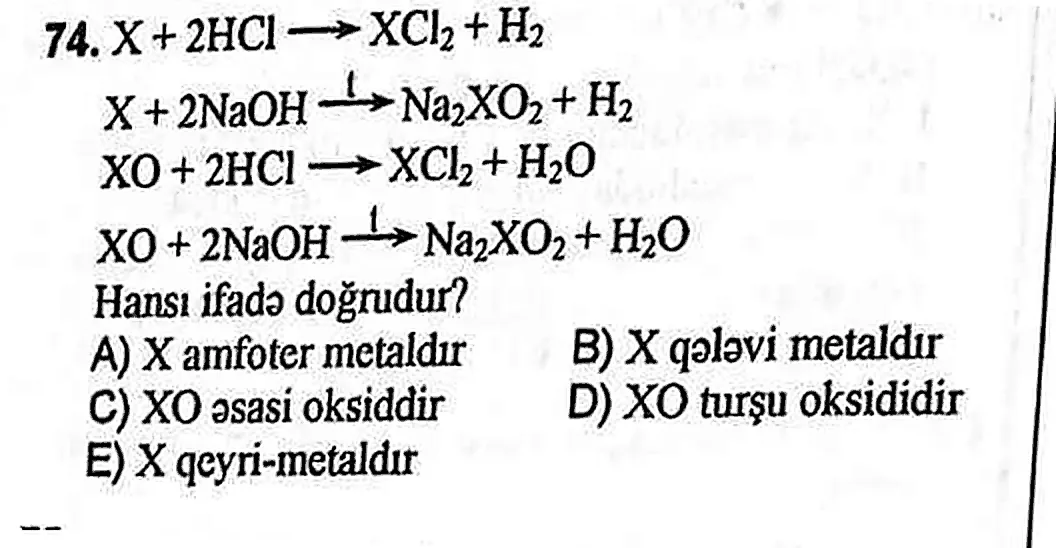 74. X + 2HCl ⟶ XCl₂ + H₂
X + 2NaOH —t→ Na₂XO₂ + H₂
XO + 2HCl ⟶ XCl₂ + H₂O
XO + 2NaOH —t→ Na₂XO₂ + H₂O
Hansı ifadə doğrudur?
A) X amfoter metaldır B) X qələvi metaldır
C) XO əsasi oksiddir D) XO turşu oksididir
E) X qeyri-metaldır